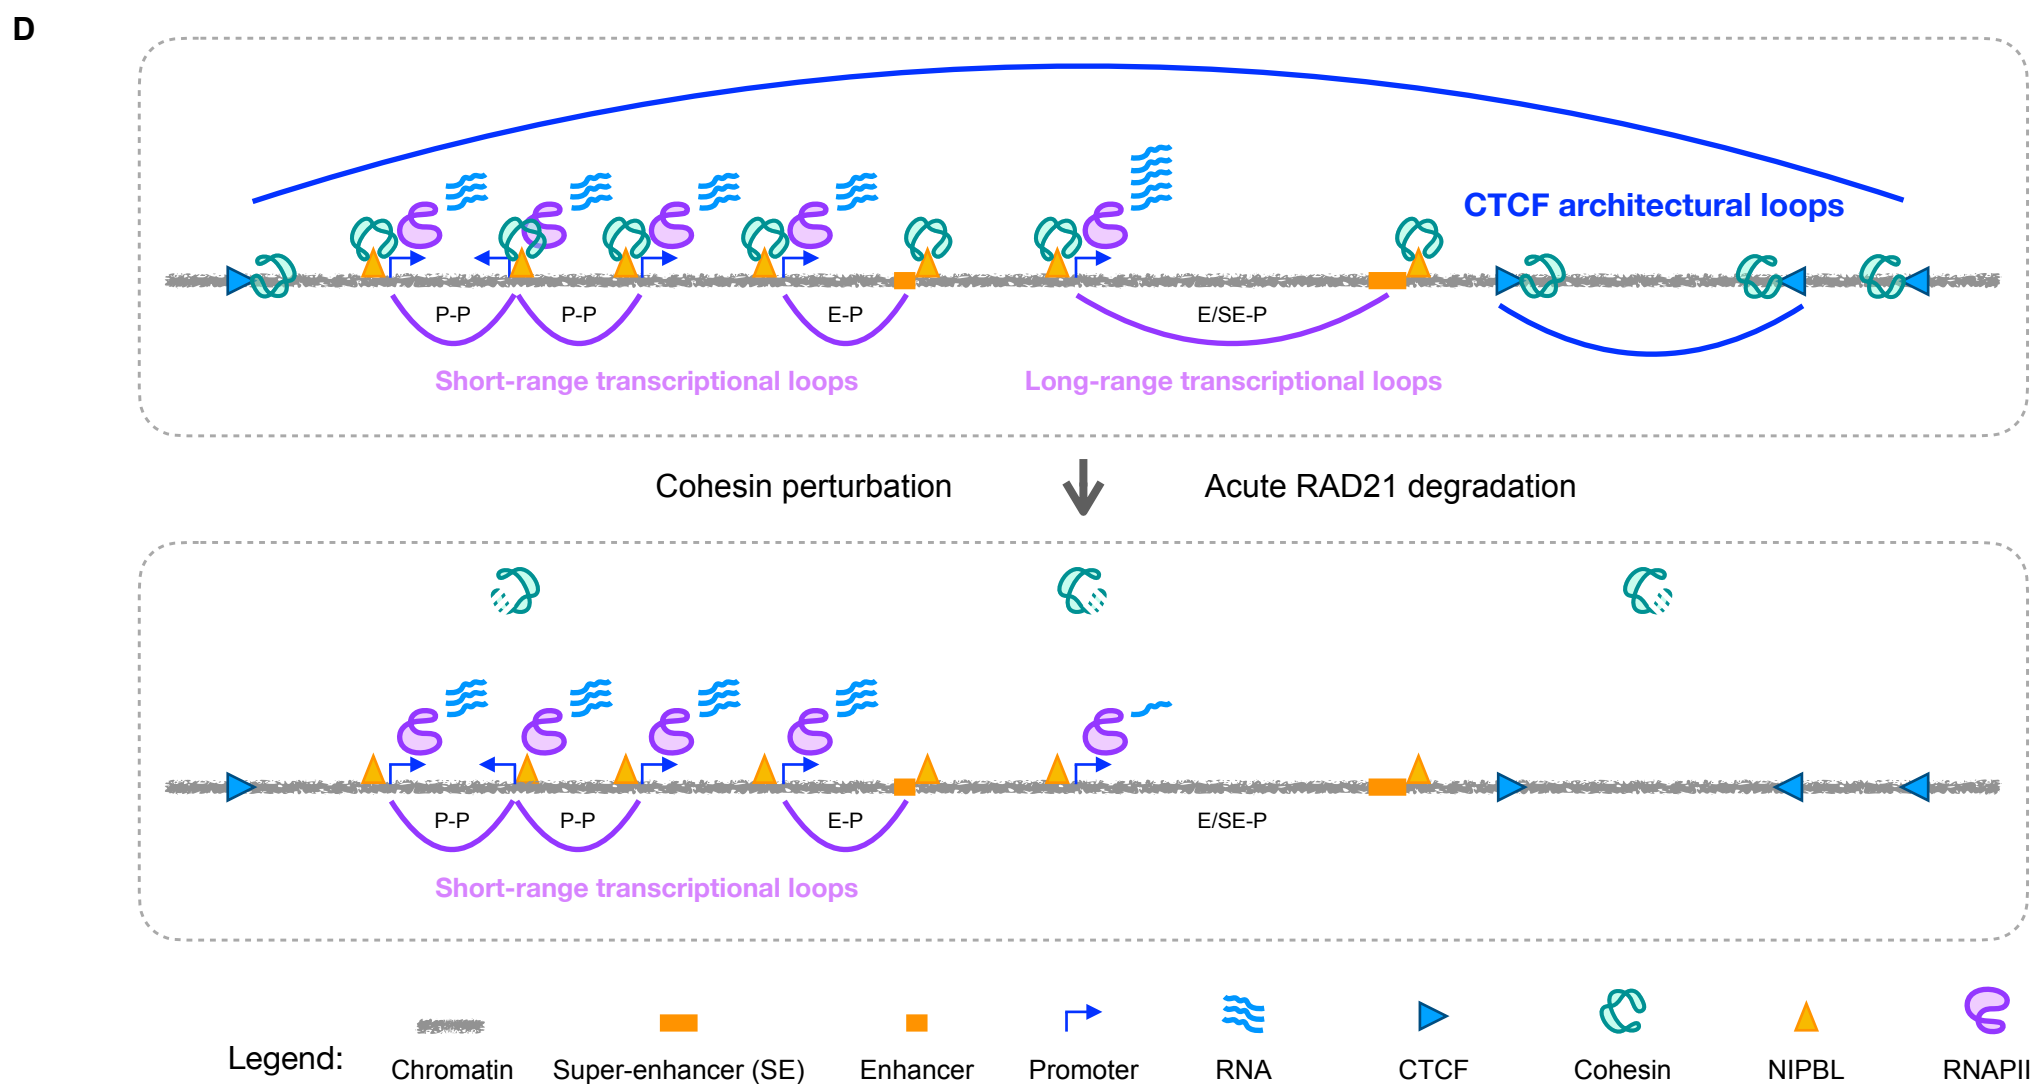 D
CTCF architectural loops
P-P
P-P
E-P
E/SE-P
Short-range transcriptional loops
Long-range transcriptional loops
Cohesin perturbation
Acute RAD21 degradation
P-P
P-P
E-P
E/SE-P
Short-range transcriptional loops
Legend:
Chromatin
Super-enhancer (SE)
Enhancer
Promoter
RNA
CTCF
Cohesin
NIPBL
RNAPII